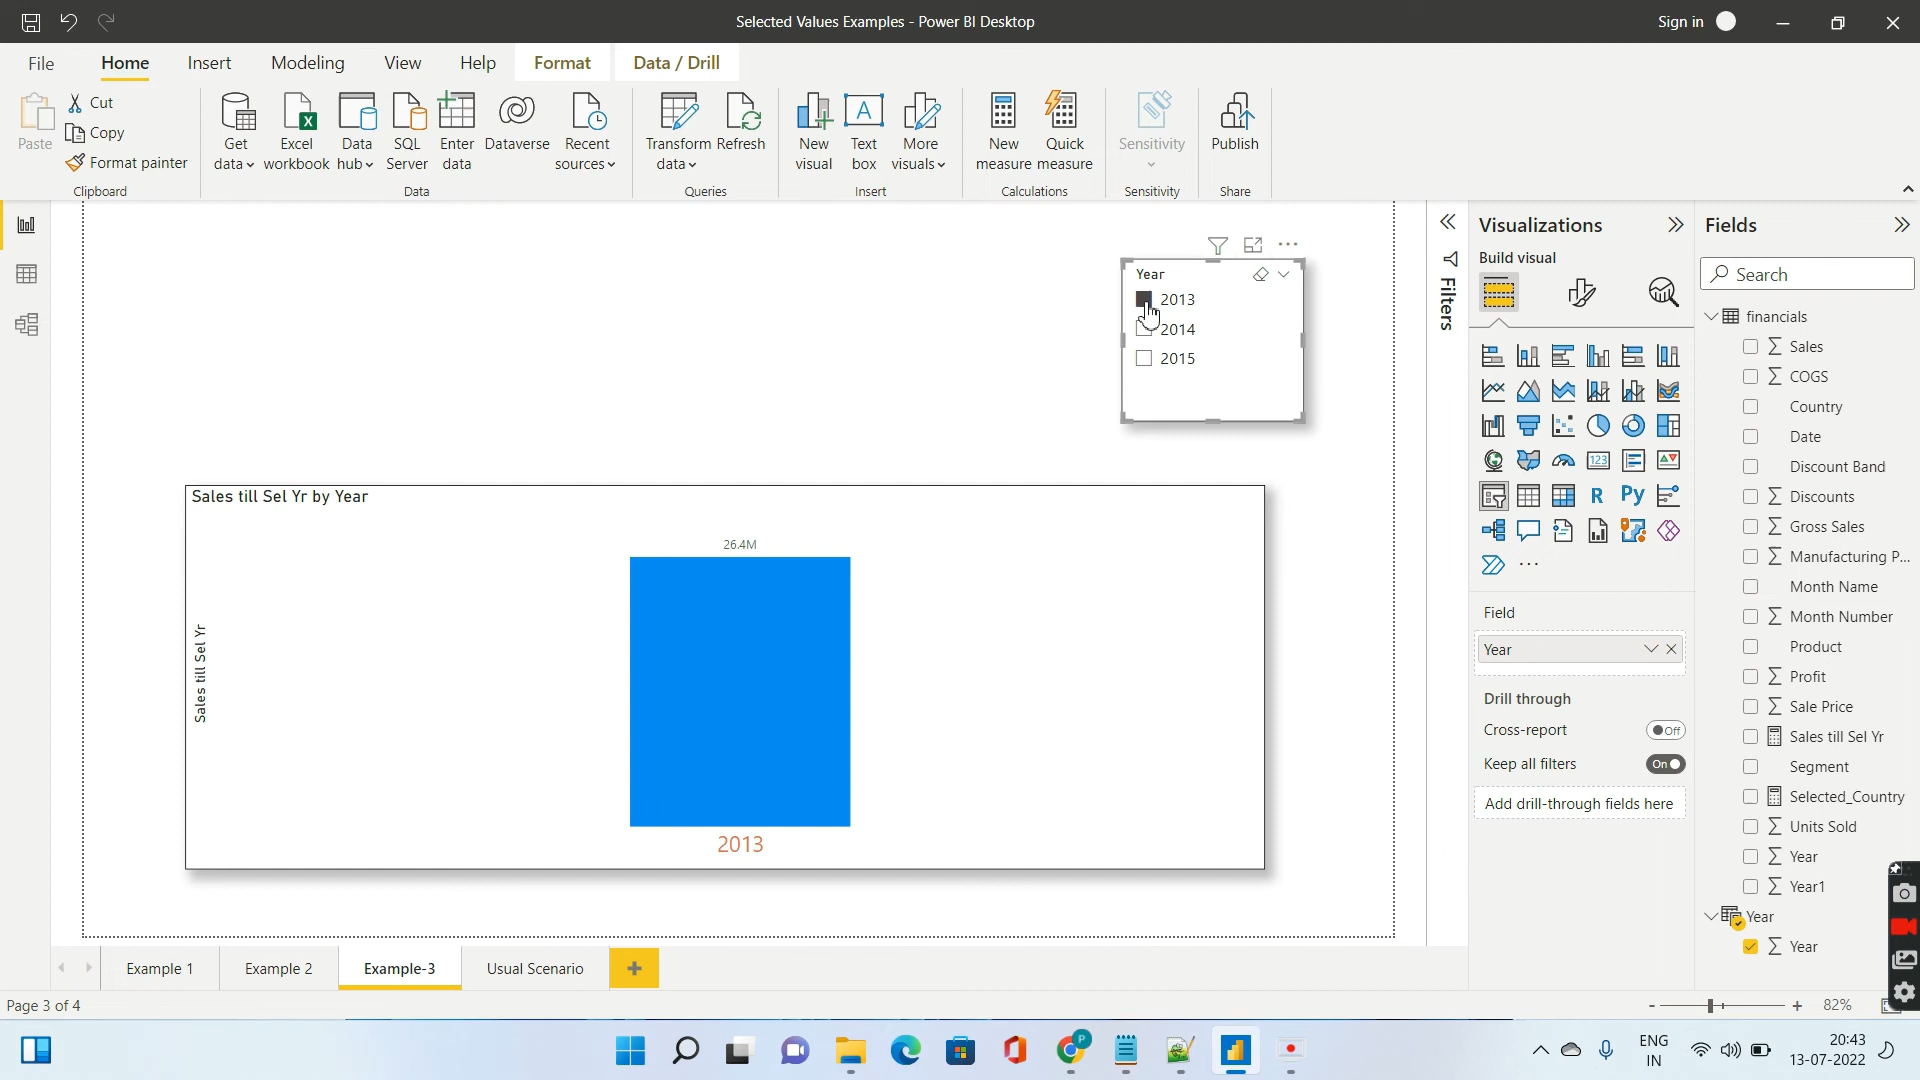 Selected Values Examples - Power BI Desktop
Sign in
File Home Insert Modeling View Help Format Data / Drill
Paste
Cut
Copy
Format painter
Clipboard
Get data
Excel workbook
Data hub
SQL Server
Enter data
Dataverse
Recent sources
Data
Transform data
Refresh
Queries
New visual
Text box
More visuals
Insert
New measure
Quick measure
Calculations
Sensitivity
Sensitivity
Publish
Share
Year
2013
2014
2015
Sales till Sel Yr by Year
26.4M
Sales till Sel Yr
2013
Filters
Visualizations
Build visual
123
R
Py
Field
Year
Drill through
Cross-report
Off
Keep all filters
On
Add drill-through fields here
Fields
Search
financials
Sales
COGS
Country
Date
Discount Band
Discounts
Gross Sales
Manufacturing P...
Month Name
Month Number
Product
Profit
Sale Price
Sales till Sel Yr
Segment
Selected_Country
Units Sold
Year
Year1
Year
Year
Example 1
Example 2
Example-3
Usual Scenario
Page 3 of 4
82%
ENG
IN
20:43
13-07-2022